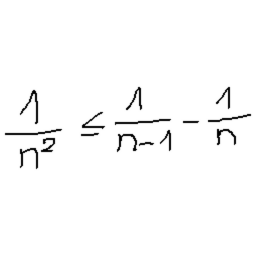 1/n² ≤ 1/(n-1) - 1/n